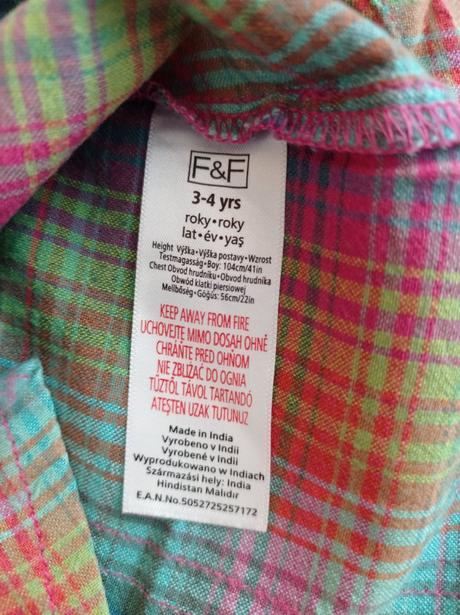 F&F
3-4 yrs
roky•roky
lat•év•yaş
Height Výška•Výška postavy•Wzrost
Testmagasság•Boy: 104cm/41in
Chest Obvod hrudníku•Obvod hrudníka
Obwód klatki piersiowej
Mellbőség•Göğüs: 56cm/22in
KEEP AWAY FROM FIRE
UCHOVEJTE MIMO DOSAH OHNĚ
CHRÁŇTE PRED OHŇOM
NIE ZBLIŻAĆ DO OGNIA
TŰZTŐL TÁVOL TARTANDÓ
ATEŞTEN UZAK TUTUNUZ
Made in India
Vyrobeno v Indii
Vyrobené v Indii
Wyprodukowano w Indiach
Származási hely: India
Hindistan Malıdır
E.A.N.No.5052725257172